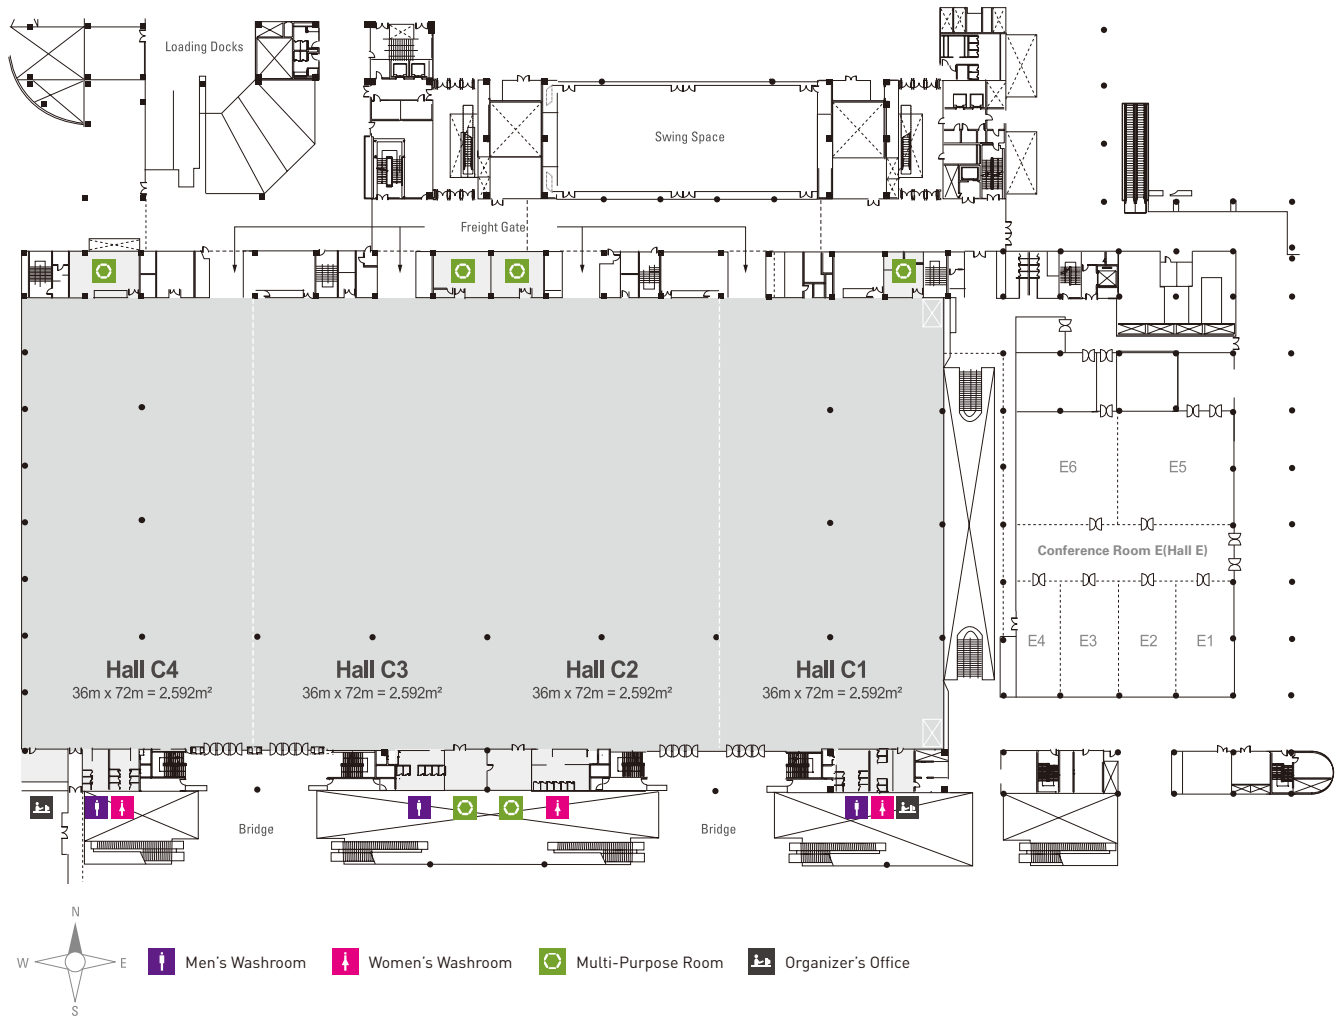 Loading Docks
Swing Space
Freight Gate
E6
E5
Conference Room E(Hall E)
E4
E3
E2
E1
Hall C4
36m x 72m = 2.592m²
Hall C3
36m x 72m = 2.592m²
Hall C2
36m x 72m = 2.592m²
Hall C1
36m x 72m = 2.592m²
Bridge
Bridge
N
W
E
S
Men's Washroom
Women's Washroom
Multi-Purpose Room
Organizer's Office